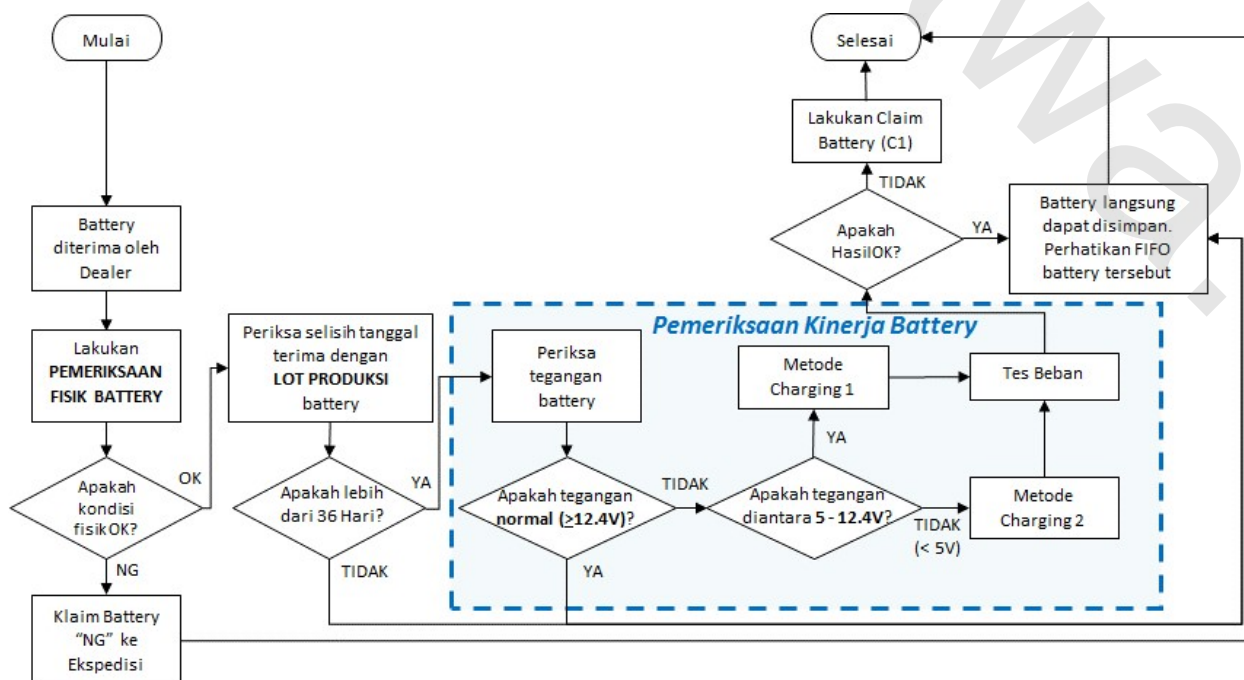 Mulai
Battery
diterima oleh
Dealer
Lakukan
PEMERIKSAAN
FISIK BATTERY
Apakah
kondisi
fisikOK?
OK
NG
Klaim Battery
“NG” ke
Ekspedisi
Periksa selisih tanggal
terima dengan
LOT PRODUKSI
battery
Apakah lebih
dari 36 Hari?
YA
TIDAK
Pemeriksaan Kinerja Battery
Periksa
tegangan
battery
Apakah tegangan
normal (≥12.4V)?
TIDAK
YA
Apakah tegangan
diantara 5 - 12.4V?
YA
TIDAK
(< 5V)
Metode
Charging 1
Metode
Charging 2
Tes Beban
Apakah
HasilOK?
TIDAK
YA
Lakukan Claim
Battery (C1)
Battery langsung
dapat disimpan.
Perhatikan FIFO
battery tersebut
Selesai
wa.